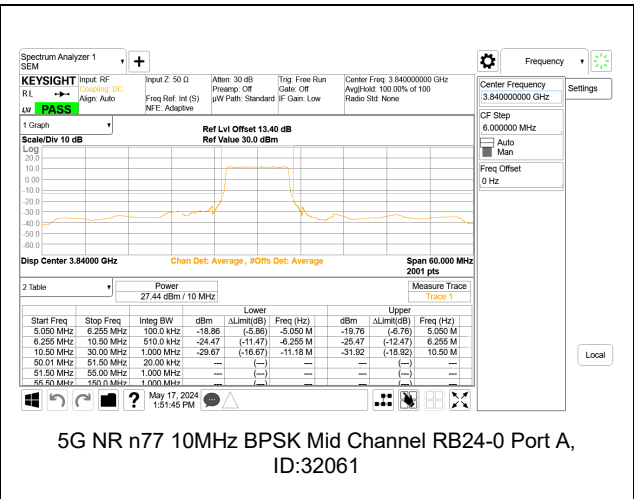 Spectrum Analyzer 1
SEM
Frequency
KEYSIGHT
R L
LXI PASS
Input: RF
Coupling: DC
Align: Auto
Input Z: 50 Ω
Freq Ref: Int (S)
NFE: Adaptive
Atten: 30 dB
Preamp: Off
µW Path: Standard
Trig: Free Run
Gate: Off
IF Gain: Low
Center Freq: 3.840000000 GHz
Avg|Hold: 100.00% of 100
Radio Std: None
Center Frequency
3.840000000 GHz
Settings
CF Step
6.000000 MHz
Auto
Man
Freq Offset
0 Hz
Local
1 Graph
Scale/Div 10 dB
Ref Lvl Offset 13.40 dB
Ref Value 30.0 dBm
Log
20.0
10.0
0.00
-10.0
-20.0
-30.0
-40.0
-50.0
-60.0
Disp Center 3.84000 GHz
Chan Det: Average , #Offs Det: Average
Span 60.000 MHz
2001 pts
2 Table
Power
27.44 dBm / 10 MHz
Measure Trace
Trace 1
Lower Upper
Start Freq Stop Freq Integ BW dBm ΔLimit(dB) Freq (Hz) dBm ΔLimit(dB) Freq (Hz)
5.050 MHz 6.255 MHz 100.0 kHz -18.86 (-5.86) -5.050 M -19.76 (-6.76) 5.050 M
6.255 MHz 10.50 MHz 510.0 kHz -24.47 (-11.47) -6.255 M -25.47 (-12.47) 6.255 M
10.50 MHz 30.00 MHz 1.000 MHz -29.67 (-16.67) -11.18 M -31.92 (-18.92) 10.50 M
50.01 MHz 51.50 MHz 20.00 kHz --- (---) --- --- (---) ---
51.50 MHz 55.00 MHz 1.000 MHz --- (---) --- --- (---) ---
55.50 MHz 150.0 MHz 1.000 MHz --- (---) --- --- (---) ---
?
May 17, 2024
1:51:45 PM
5G NR n77 10MHz BPSK Mid Channel RB24-0 Port A,
ID:32061